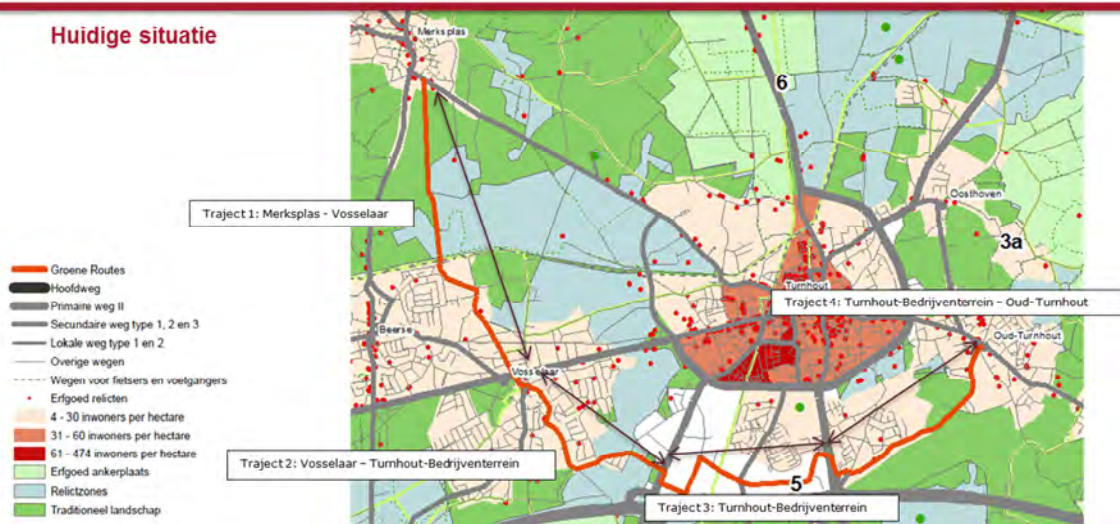 Huidige situatie
Merksplas
6
Oosthoven
3a
Traject 1: Merksplas - Vosselaar
Turnhout
Traject 4: Turnhout-Bedrijventerrein – Oud-Turnhout
Oud-Turnhout
Beerse
Vosselaar
Traject 2: Vosselaar – Turnhout-Bedrijventerrein
5
Traject 3: Turnhout-Bedrijventerrein
Groene Routes
Hoofdweg
Primaire weg II
Secundaire weg type 1, 2 en 3
Lokale weg type 1 en 2
Overige wegen
Wegen voor fietsers en voetgangers
Erfgoed relicten
4 - 30 inwoners per hectare
31 - 60 inwoners per hectare
61 - 474 inwoners per hectare
Erfgoed ankerplaats
Relictzones
Traditioneel landschap